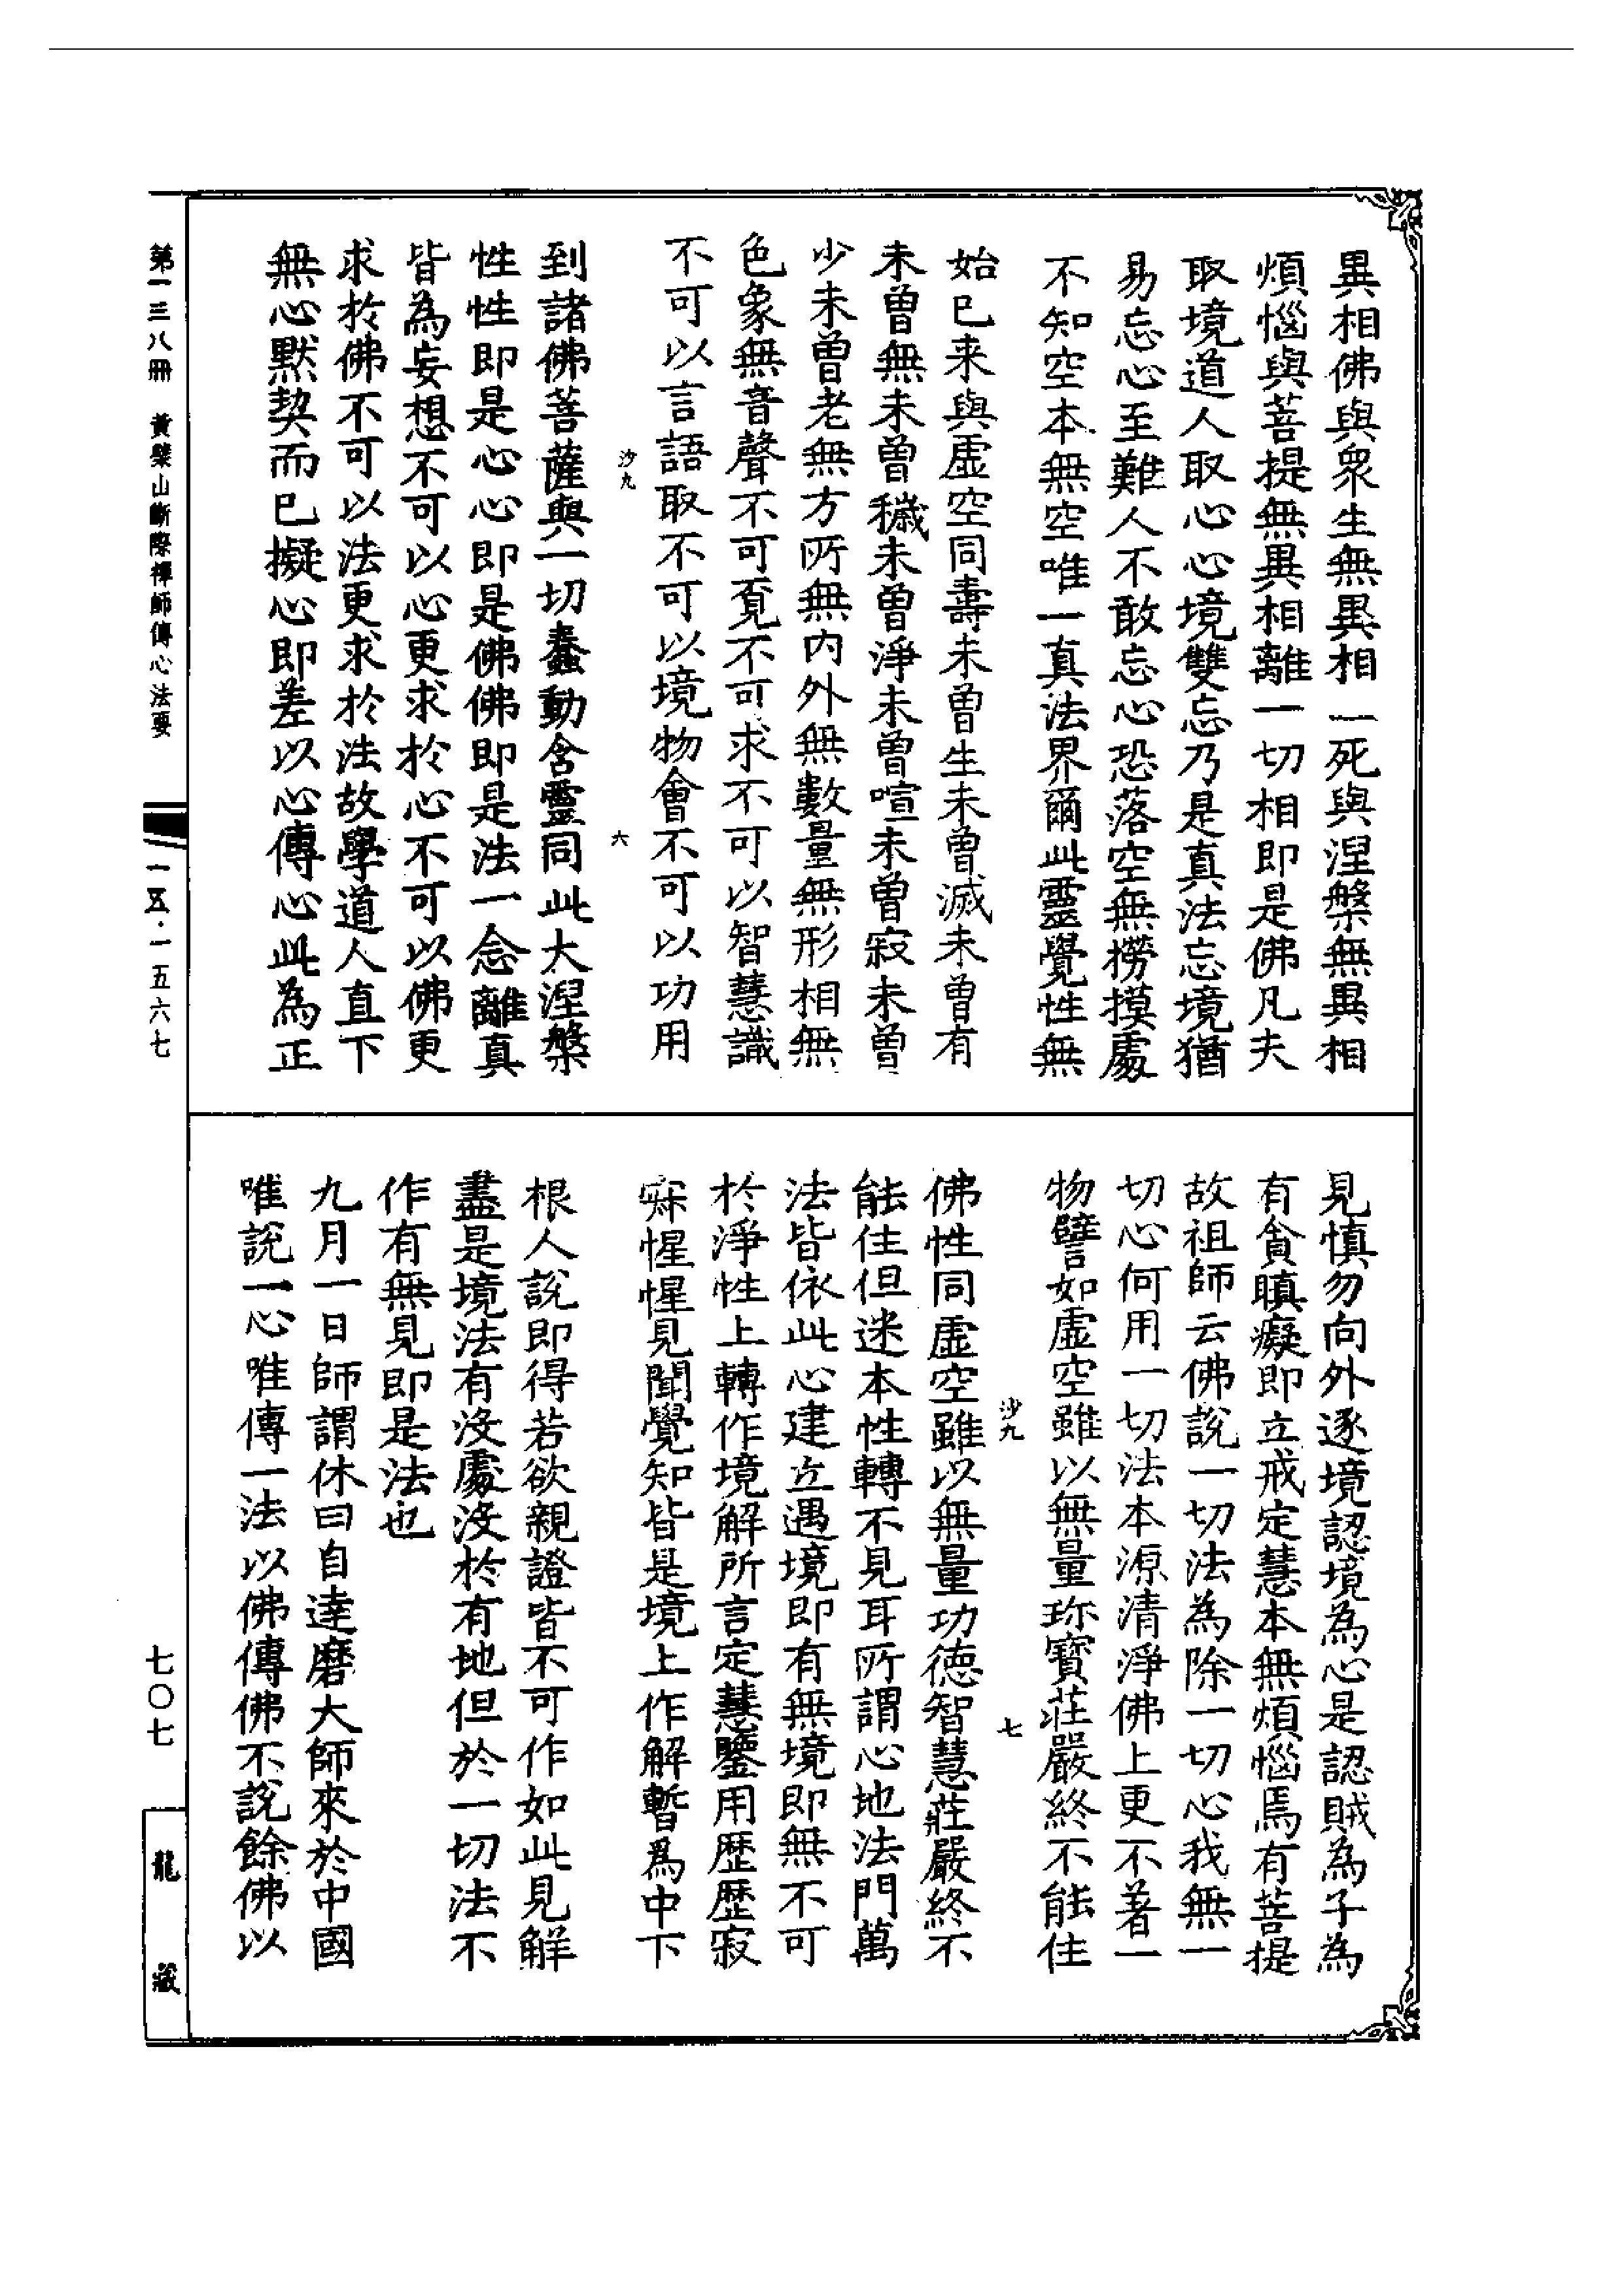 異相佛與衆生無異相一死與涅槃無異相
煩惱與菩提無異相離一切相即是佛凡夫
取境道人取心心境雙忘乃是真法忘境猶
易忘心至難人不敢忘心恐落空無撈摸處
不知空本無空唯一真法界爾此靈覺性無
始已来與虛空同壽未曾生未曾滅未曾有
未曾無未曾穢未曾淨未曾喧未曾寂未曾
少未曾老無方所無内外無數量無形相無
色象無音聲不可覔不可求不可以智慧識
不可以言語取不可以境物會不可以功用
沙九 六
到諸佛菩薩與一切蠢動含靈同此大涅槃
性性即是心心即是佛佛即是法一念離真
皆為妄想不可以心更求於心不可以佛更
求於佛不可以法更求於法故學道人直下
無心默契而已擬心即差以心傳心此為正
見慎勿向外逐境認境為心是認賊為子為
有貪瞋癡即立戒定慧本無煩惱焉有菩提
故祖師云佛說一切法為除一切心我無一
切心何用一切法本源清淨佛上更不著一
物譬如虛空雖以無量珎寶莊嚴終不能住
沙九 七
佛性同虛空雖以無量功德智慧莊嚴終不
能住但迷本性轉不見耳所謂心地法門萬
法皆依此心建立遇境即有無境即無不可
於淨性上轉作境解所言定慧鑒用歷歷寂
寂惺惺見聞覺知皆是境上作解暫爲中下
根人說即得若欲親證皆不可作如此見解
盡是境法有沒處沒於有地但於一切法不
作有無見即是法也
九月一日師謂休曰自達磨大師來於中國
唯說一心唯傳一法以佛傳佛不說餘佛以
第一三八冊 黃檗山斷際禪師傳心法要 一五·一五六七 七〇七 龍藏